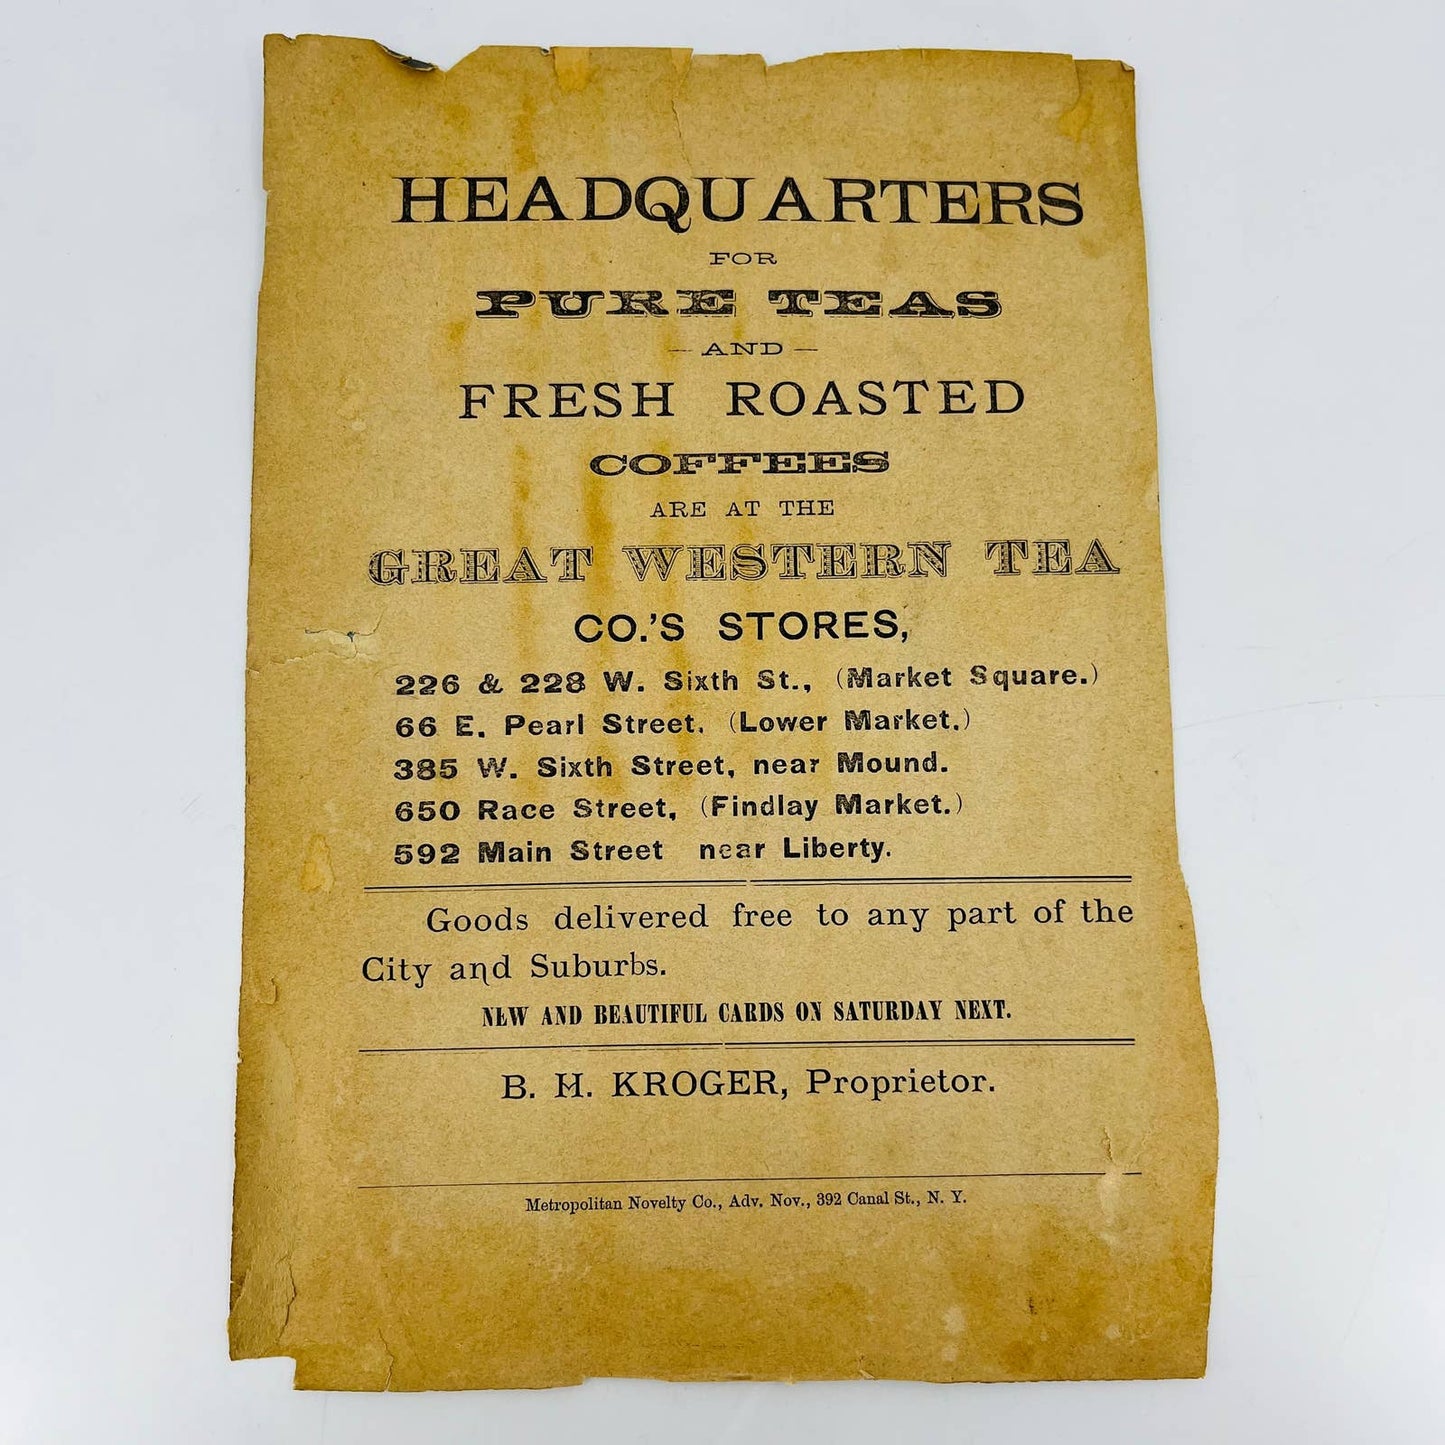 HEADQUARTERS
FOR
PURE TEAS
— AND —
FRESH ROASTED
COFFEES
ARE AT THE
GREAT WESTERN TEA
CO.'S STORES,
226 & 228 W. Sixth St., (Market Square.)
66 E. Pearl Street. (Lower Market.)
385 W. Sixth Street, near Mound.
650 Race Street, (Findlay Market.)
592 Main Street near Liberty.
Goods delivered free to any part of the
City and Suburbs.
NEW AND BEAUTIFUL CARDS ON SATURDAY NEXT.
B. H. KROGER, Proprietor.
Metropolitan Novelty Co., Adv. Nov., 392 Canal St., N. Y.